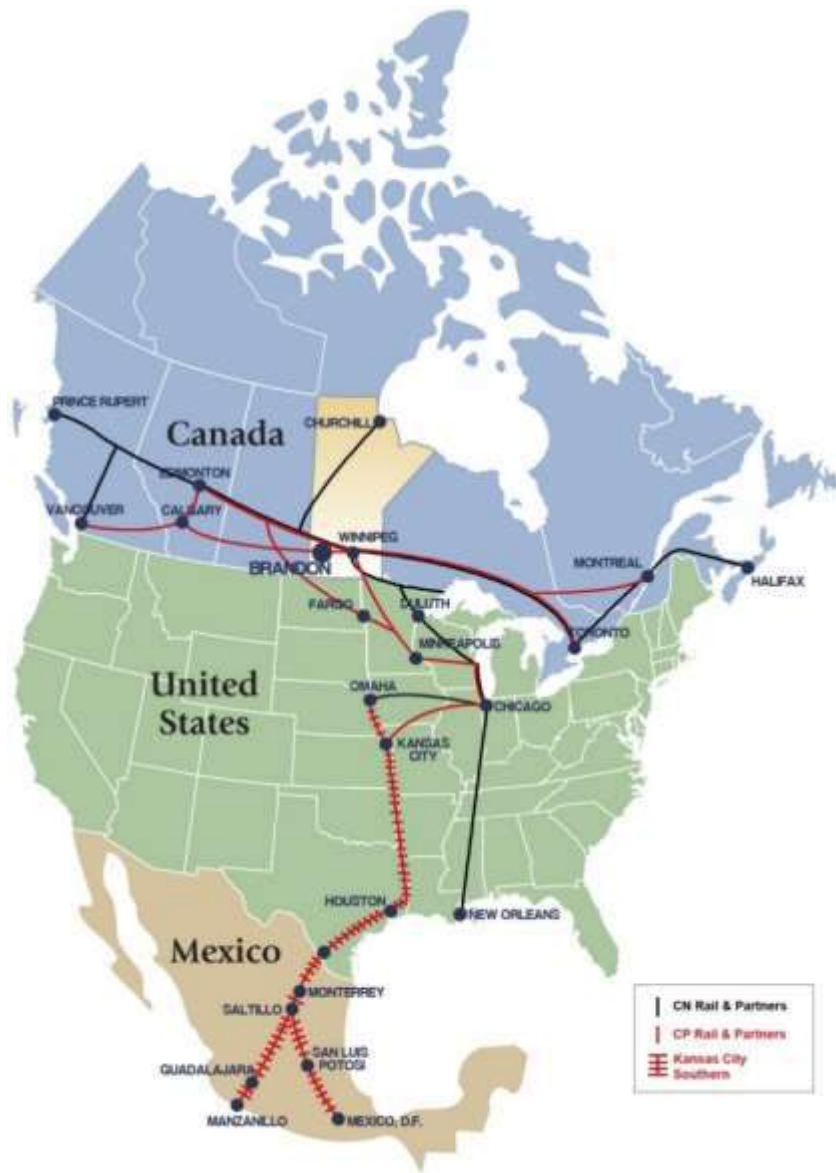 PRINCE RUPERT
Canada
CHURCHILL
EDMONTON
VANCOUVER
CALGARY
WINNIPEG
BRANDON
MONTREAL
HALIFAX
FARGO
DULUTH
TORONTO
MINNEAPOLIS
United
States
OMAHA
CHICAGO
KANSAS
CITY
HOUSTON
NEW ORLEANS
Mexico
MONTERREY
SALTILLO
SAN LUIS
POTOSI
GUADALAJARA
MANZANILLO
MEXICO, D.F.
CN Rail & Partners
CP Rail & Partners
Kansas City
Southern